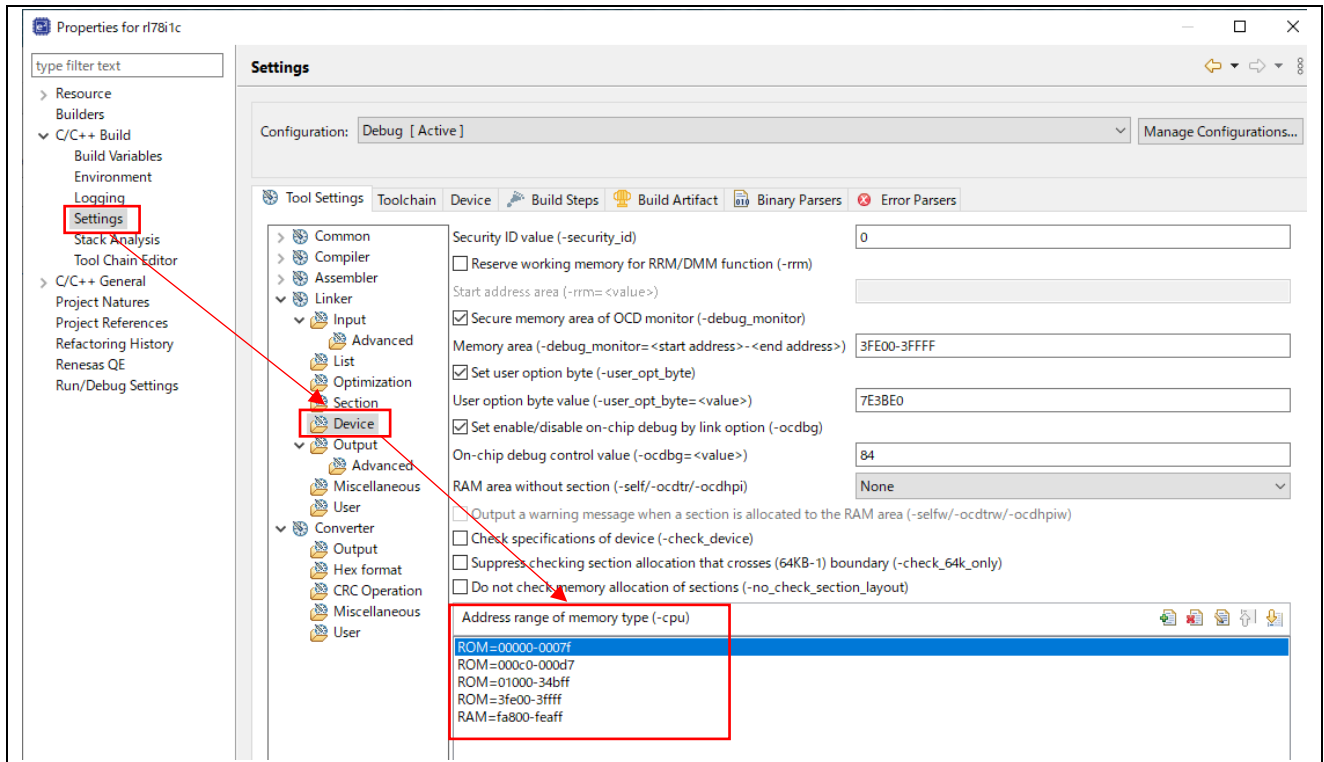 Properties for rl78i1c
type filter text
Resource
Builders
C/C++ Build
Build Variables
Environment
Logging
Settings
Stack Analysis
Tool Chain Editor
C/C++ General
Project Natures
Project References
Refactoring History
Renesas QE
Run/Debug Settings
Settings
Configuration: Debug [ Active ] Manage Configurations...
Tool Settings Toolchain Device Build Steps Build Artifact Binary Parsers Error Parsers
Common
Compiler
Assembler
Linker
Input
Advanced
List
Optimization
Section
Device
Output
Advanced
Miscellaneous
User
Converter
Output
Hex format
CRC Operation
Miscellaneous
User
Security ID value (-security_id) 0
Reserve working memory for RRM/DMM function (-rrm)
Start address area (-rrm=<value>)
Secure memory area of OCD monitor (-debug_monitor)
Memory area (-debug_monitor=<start address>-<end address>) 3FE00-3FFFF
Set user option byte (-user_opt_byte)
User option byte value (-user_opt_byte=<value>) 7E3BE0
Set enable/disable on-chip debug by link option (-ocdbg)
On-chip debug control value (-ocdbg=<value>) 84
RAM area without section (-self/-ocdtr/-ocdhpi) None
Output a warning message when a section is allocated to the RAM area (-selfw/-ocdtrw/-ocdhpiw)
Check specifications of device (-check_device)
Suppress checking section allocation that crosses (64KB-1) boundary (-check_64k_only)
Do not check memory allocation of sections (-no_check_section_layout)
Address range of memory type (-cpu)
ROM=00000-0007f
ROM=000c0-000d7
ROM=01000-34bff
ROM=3fe00-3ffff
RAM=fa800-feaff